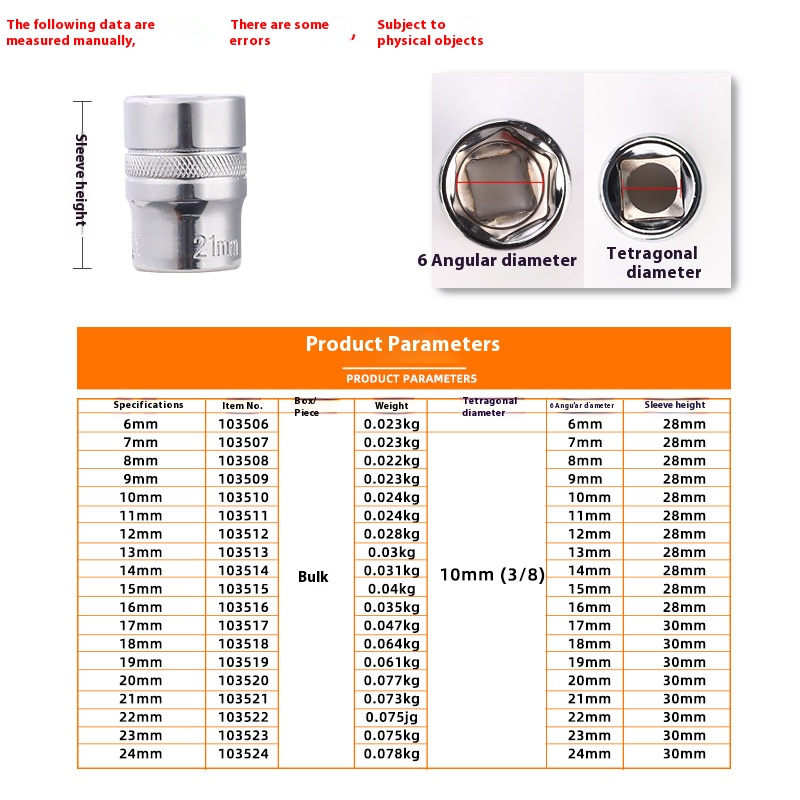 The following data are
measured manually,
There are some
errors
,
Subject to
physical objects
Sleeve height
21mm
6 Angular diameter
Tetragonal
diameter
Product Parameters
PRODUCT PARAMETERS
Specifications Item No. Box/ Piece Weight Tetragonal diameter 6 Angular diameter Sleeve height
6mm 103506 0.023kg 6mm 28mm
7mm 103507 0.023kg 7mm 28mm
8mm 103508 0.022kg 8mm 28mm
9mm 103509 0.023kg 9mm 28mm
10mm 103510 0.024kg 10mm 28mm
11mm 103511 0.024kg 11mm 28mm
12mm 103512 0.028kg 12mm 28mm
13mm 103513 0.03kg 13mm 28mm
14mm 103514 0.031kg 14mm 28mm
Bulk 10mm (3/8)
15mm 103515 0.04kg 15mm 28mm
16mm 103516 0.035kg 16mm 28mm
17mm 103517 0.047kg 17mm 30mm
18mm 103518 0.064kg 18mm 30mm
19mm 103519 0.061kg 19mm 30mm
20mm 103520 0.077kg 20mm 30mm
21mm 103521 0.073kg 21mm 30mm
22mm 103522 0.075jg 22mm 30mm
23mm 103523 0.075kg 23mm 30mm
24mm 103524 0.078kg 24mm 30mm